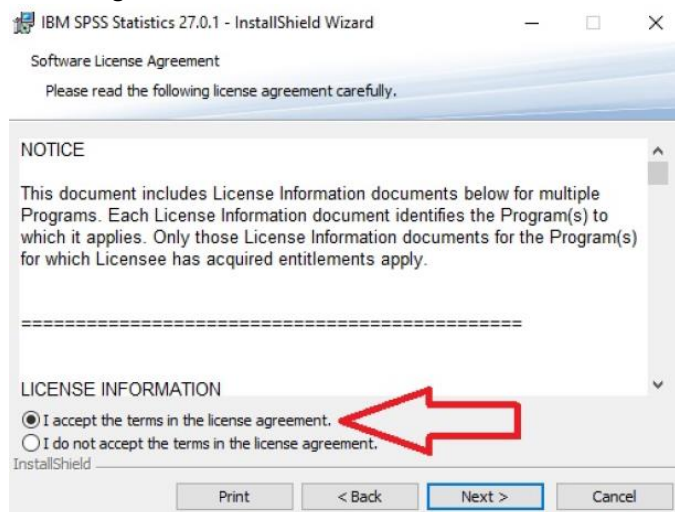 IBM SPSS Statistics 27.0.1 - InstallShield Wizard
Software License Agreement
Please read the following license agreement carefully.
NOTICE
This document includes License Information documents below for multiple
Programs. Each License Information document identifies the Program(s) to
which it applies. Only those License Information documents for the Program(s)
for which Licensee has acquired entitlements apply.
==============================================
LICENSE INFORMATION
I accept the terms in the license agreement.
I do not accept the terms in the license agreement.
InstallShield
Print < Back Next > Cancel